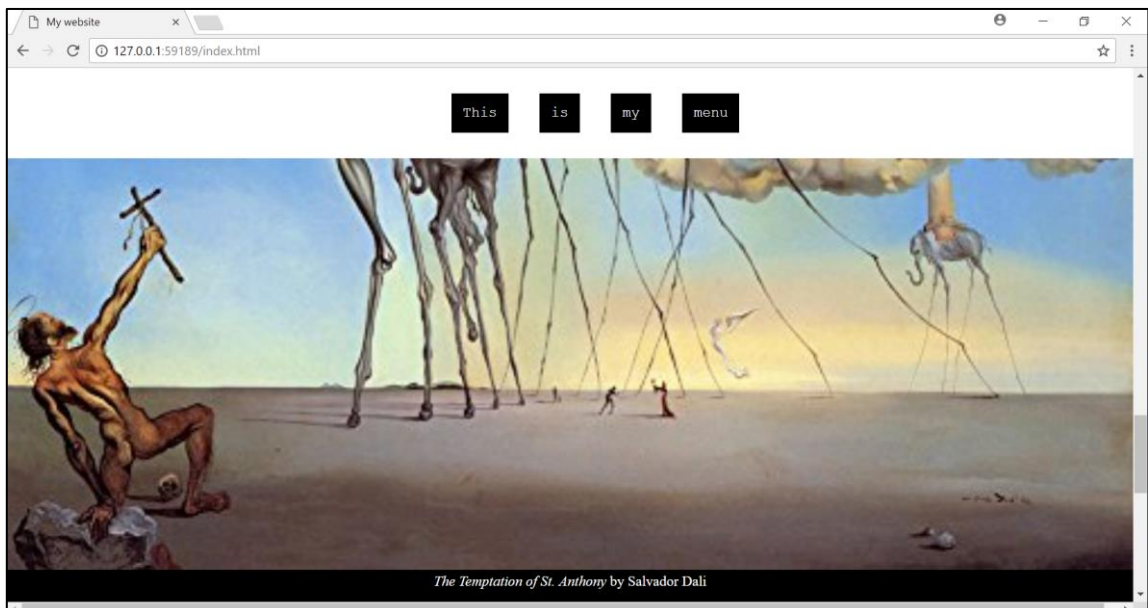 My website
127.0.0.1:59189/index.html
This is my menu
The Temptation of St. Anthony by Salvador Dali